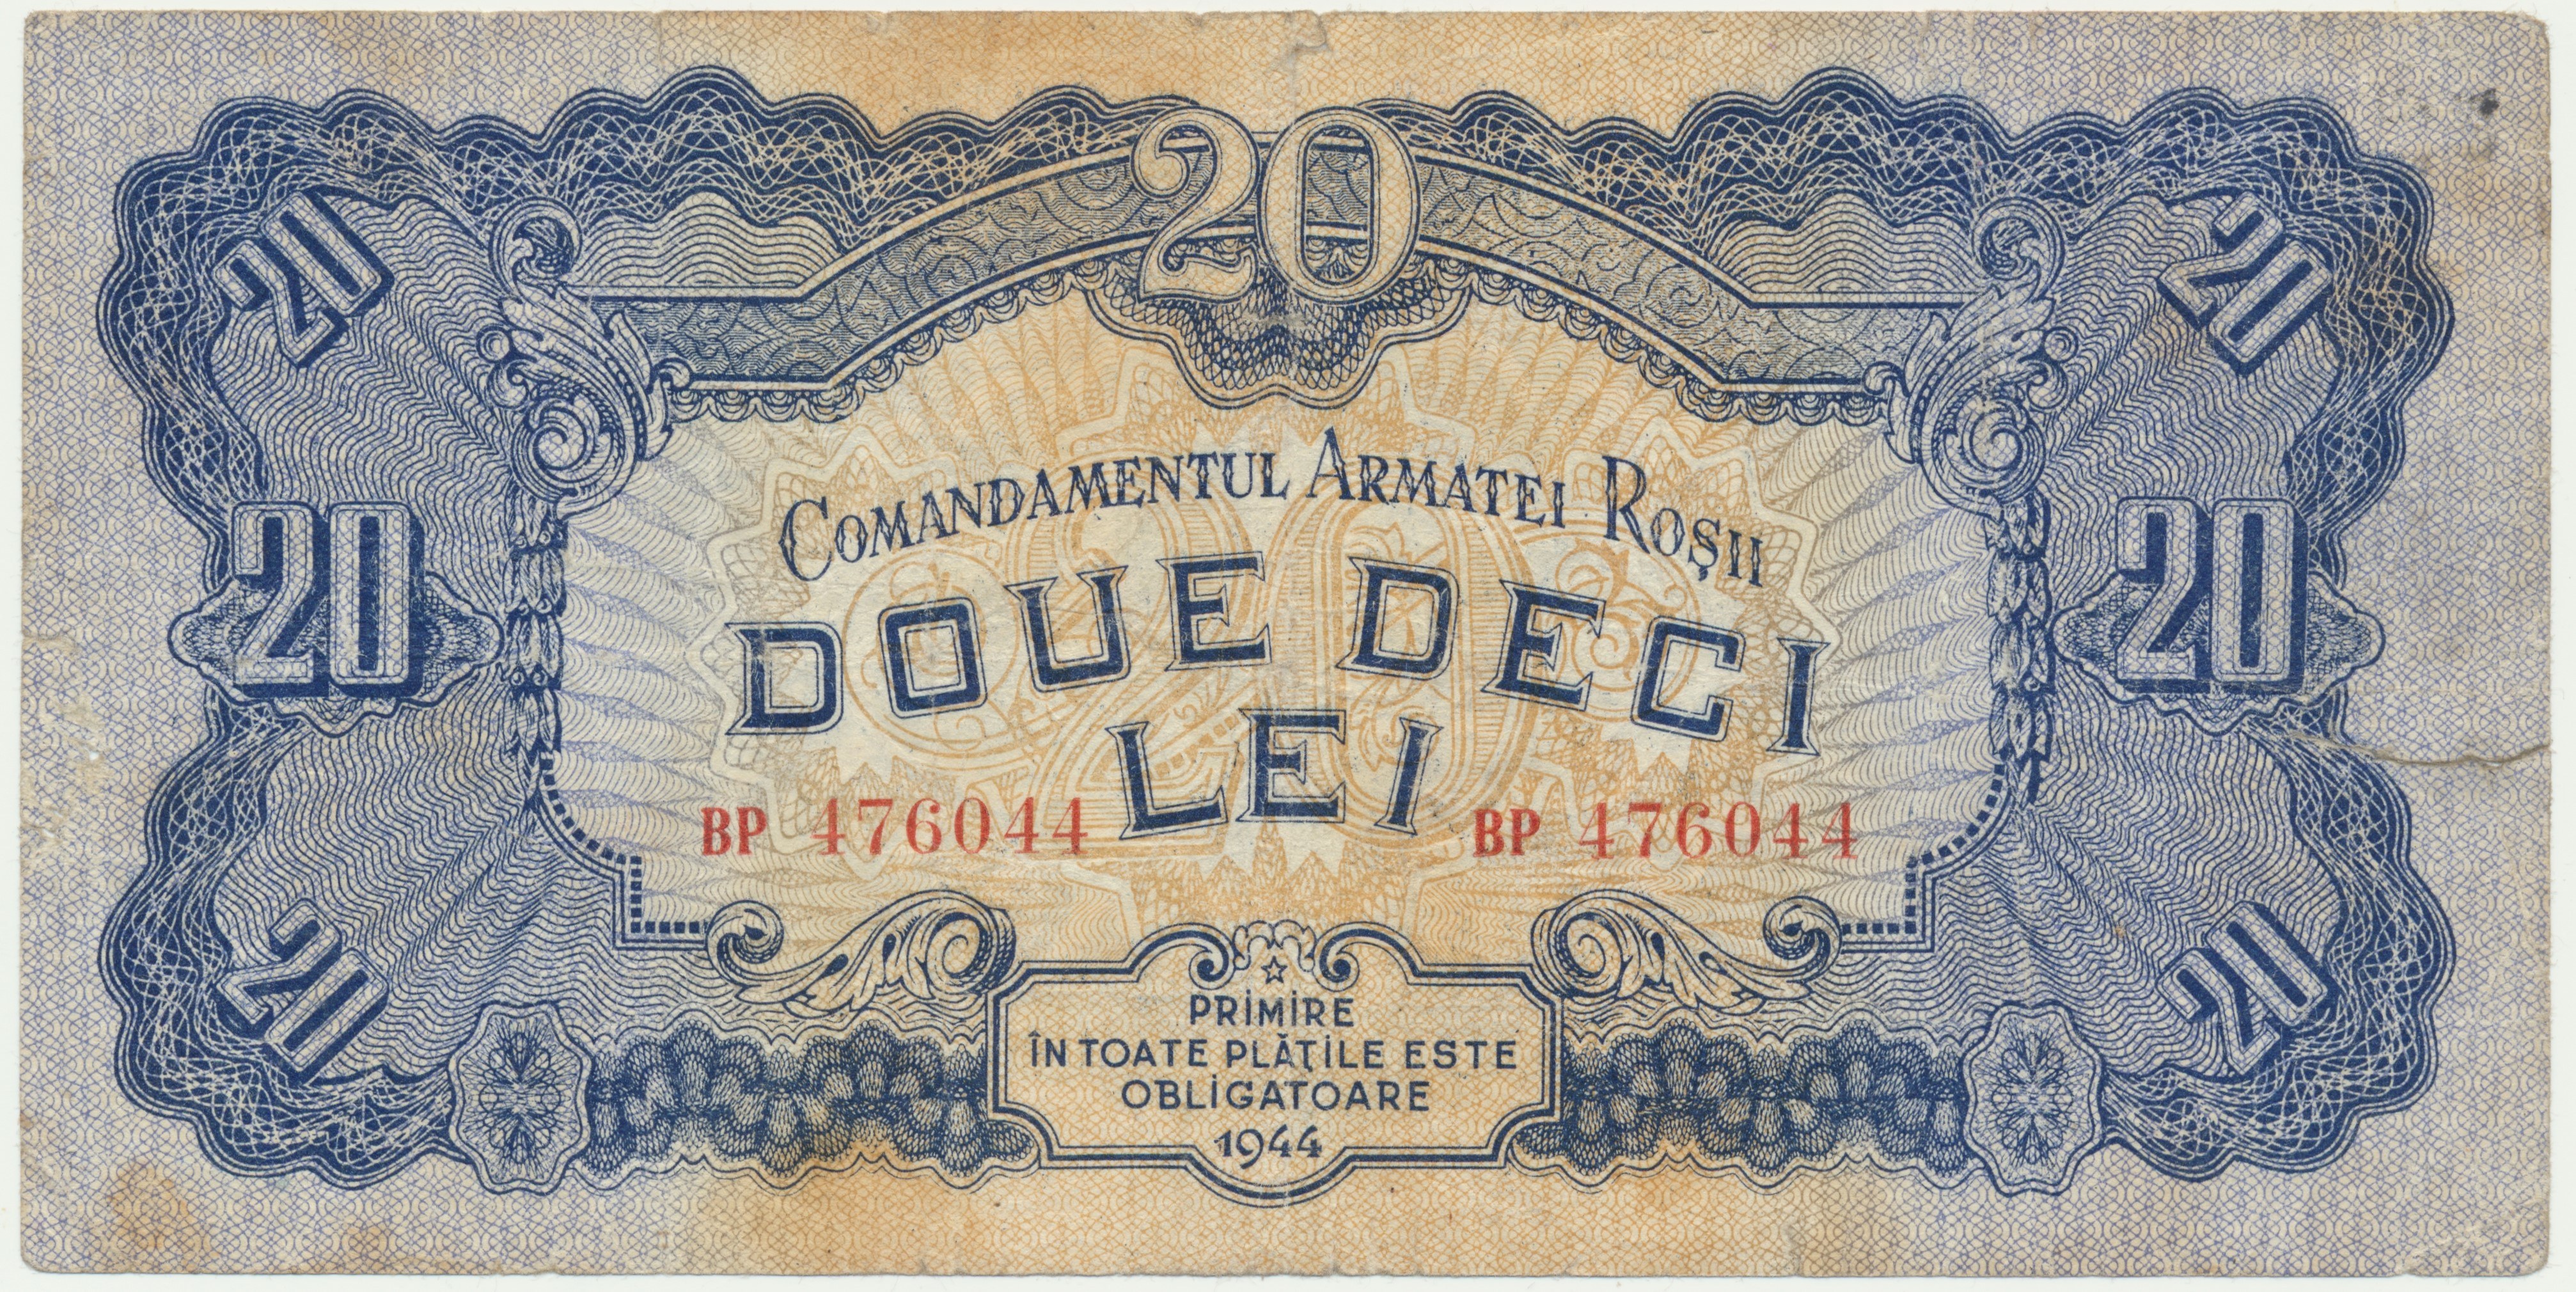 20
20
20
COMANDAMENTUL ARMATEI ROȘII
20
DOUE DECI
20
LEI
BP 476044
BP 476044
20
PRIMIRE
20
ÎN TOATE PLĂȚILE ESTE
OBLIGATOARE
1944